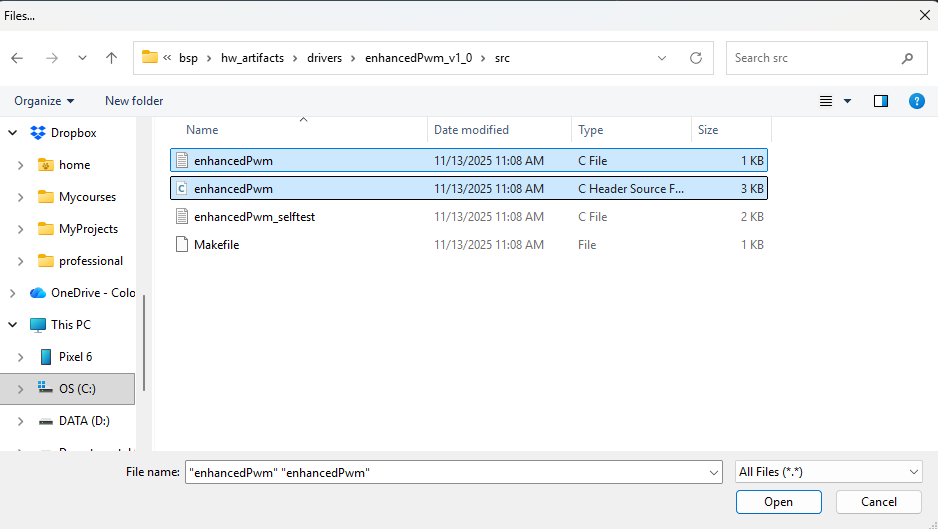 Files...
« bsp > hw_artifacts > drivers > enhancedPwm_v1_0 > src
Search src
Organize New folder
?
Name Date modified Type Size
Dropbox
home
Mycourses
MyProjects
professional
OneDrive - Colo
This PC
Pixel 6
OS (C:)
DATA (D:)
enhancedPwm 11/13/2025 11:08 AM C File 1 KB
C enhancedPwm 11/13/2025 11:08 AM C Header Source F... 3 KB
enhancedPwm_selftest 11/13/2025 11:08 AM C File 2 KB
Makefile 11/13/2025 11:08 AM File 1 KB
File name: "enhancedPwm" "enhancedPwm" All Files (*.*)
Open Cancel